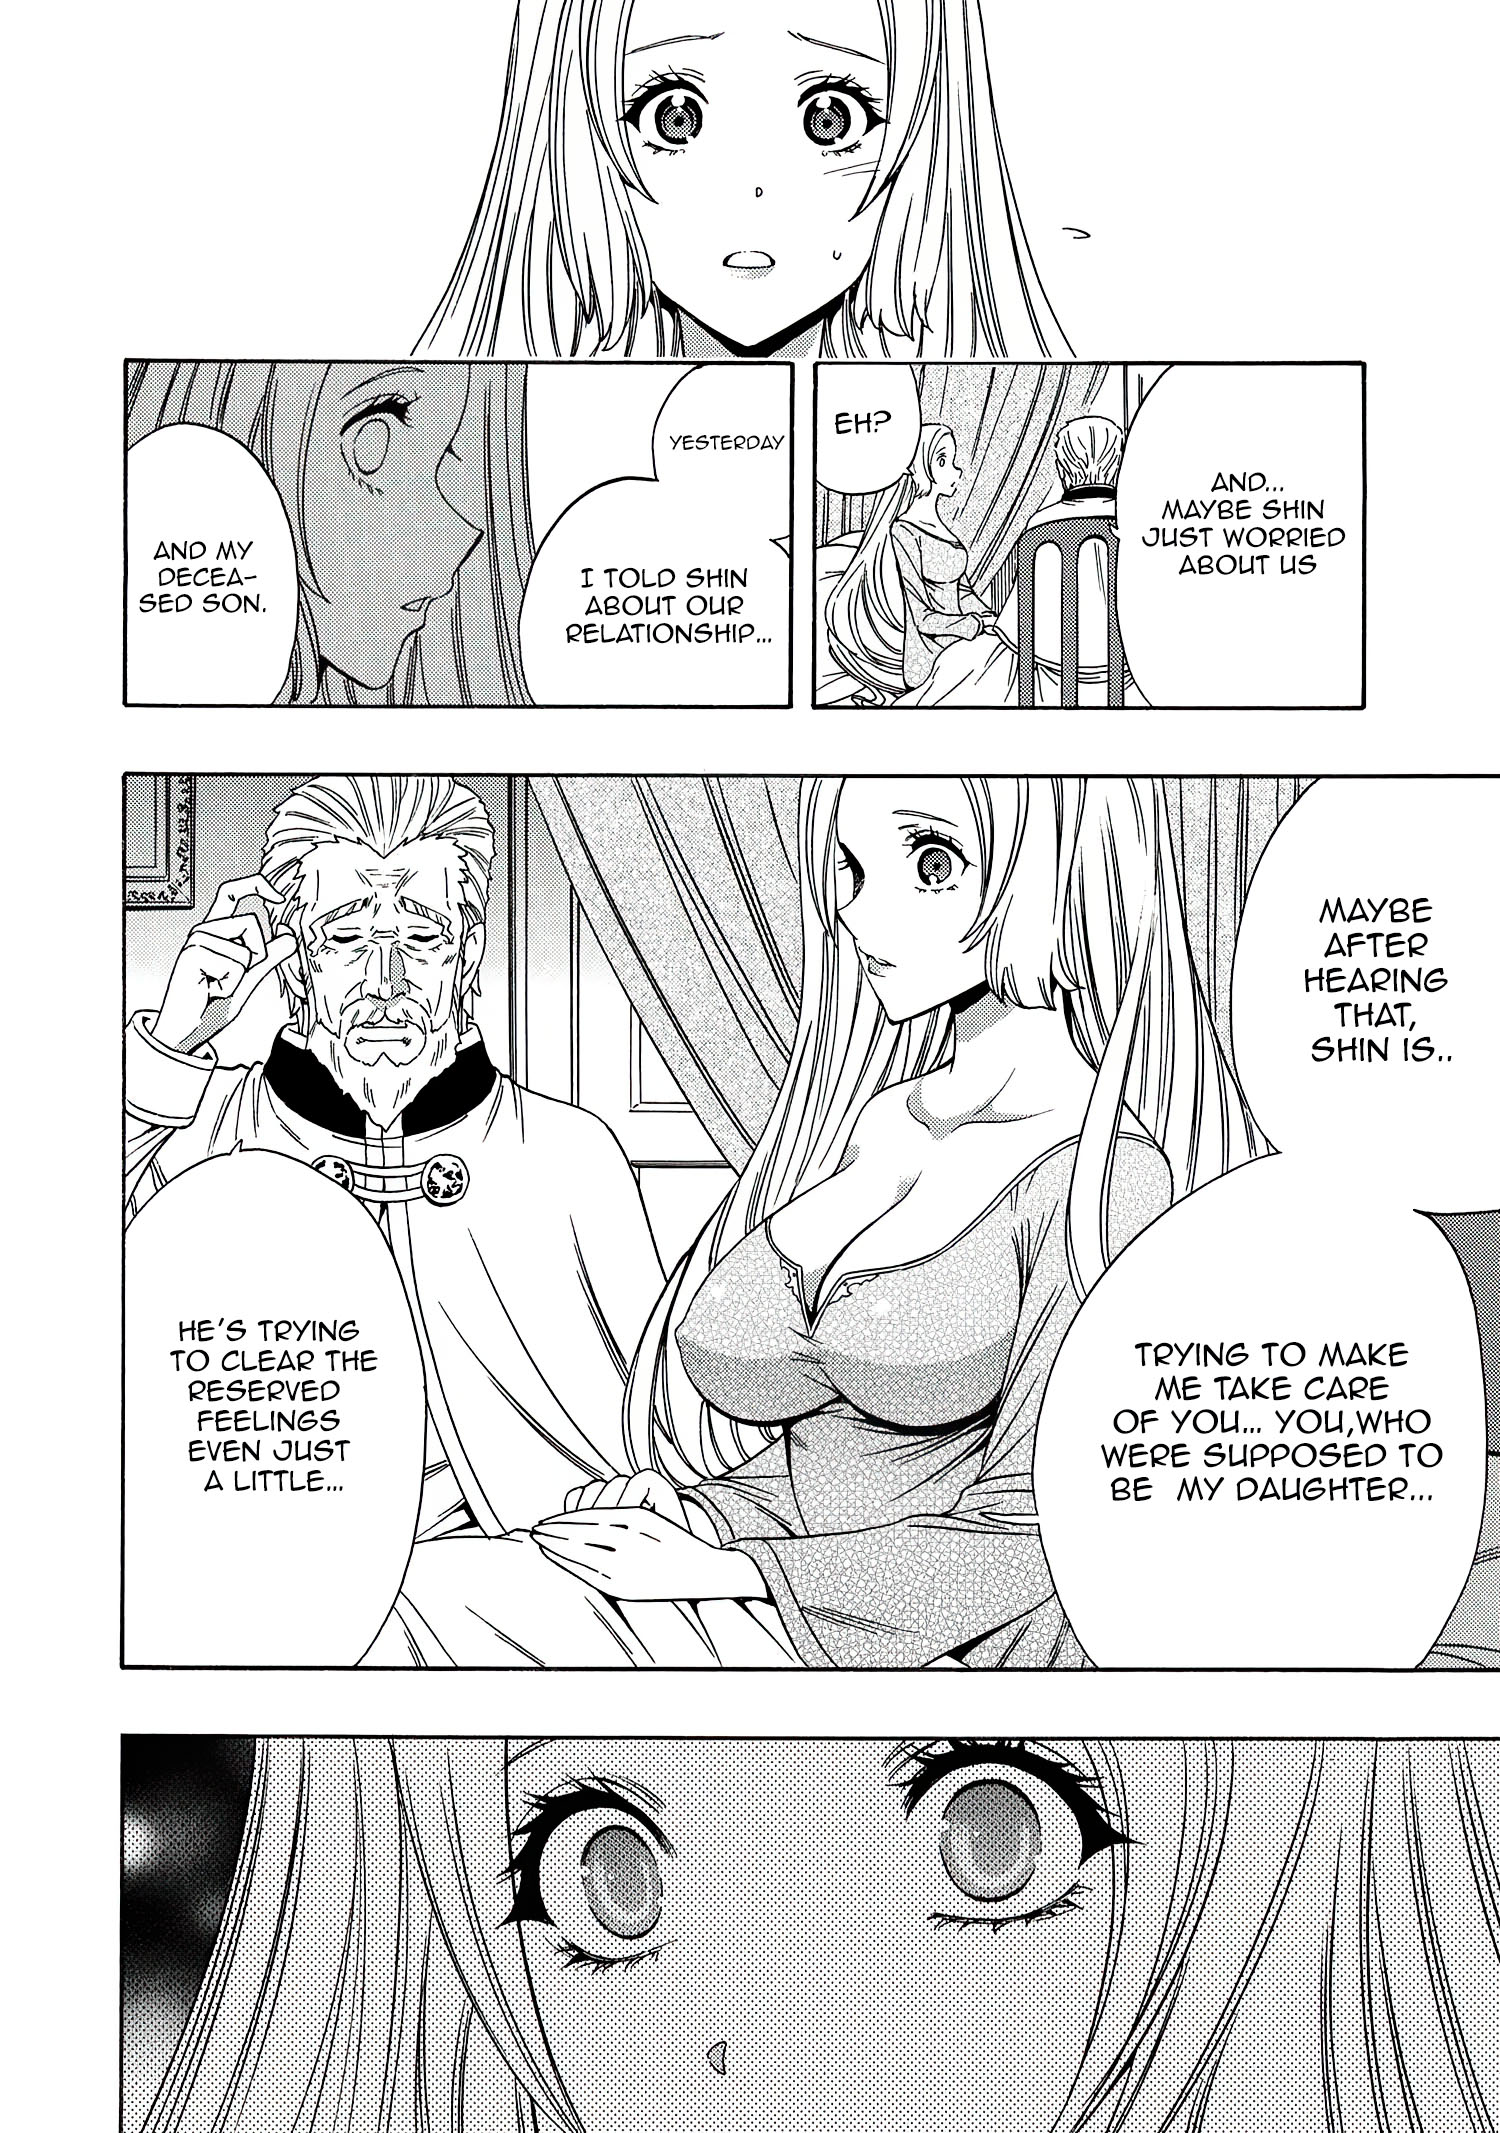 AND...
MAYBE SHIN
JUST WORRIED
ABOUT US
EH?
YESTERDAY
I TOLD SHIN
ABOUT OUR
RELATIONSHIP...
AND MY
DECEA-
SED SON.
MAYBE
AFTER
HEARING
THAT,
SHIN IS..
TRYING TO MAKE
ME TAKE CARE
OF YOU... YOU,WHO
WERE SUPPOSED TO
BE MY DAUGHTER...
HE'S TRYING
TO CLEAR THE
RESERVED
FEELINGS
EVEN JUST
A LITTLE...